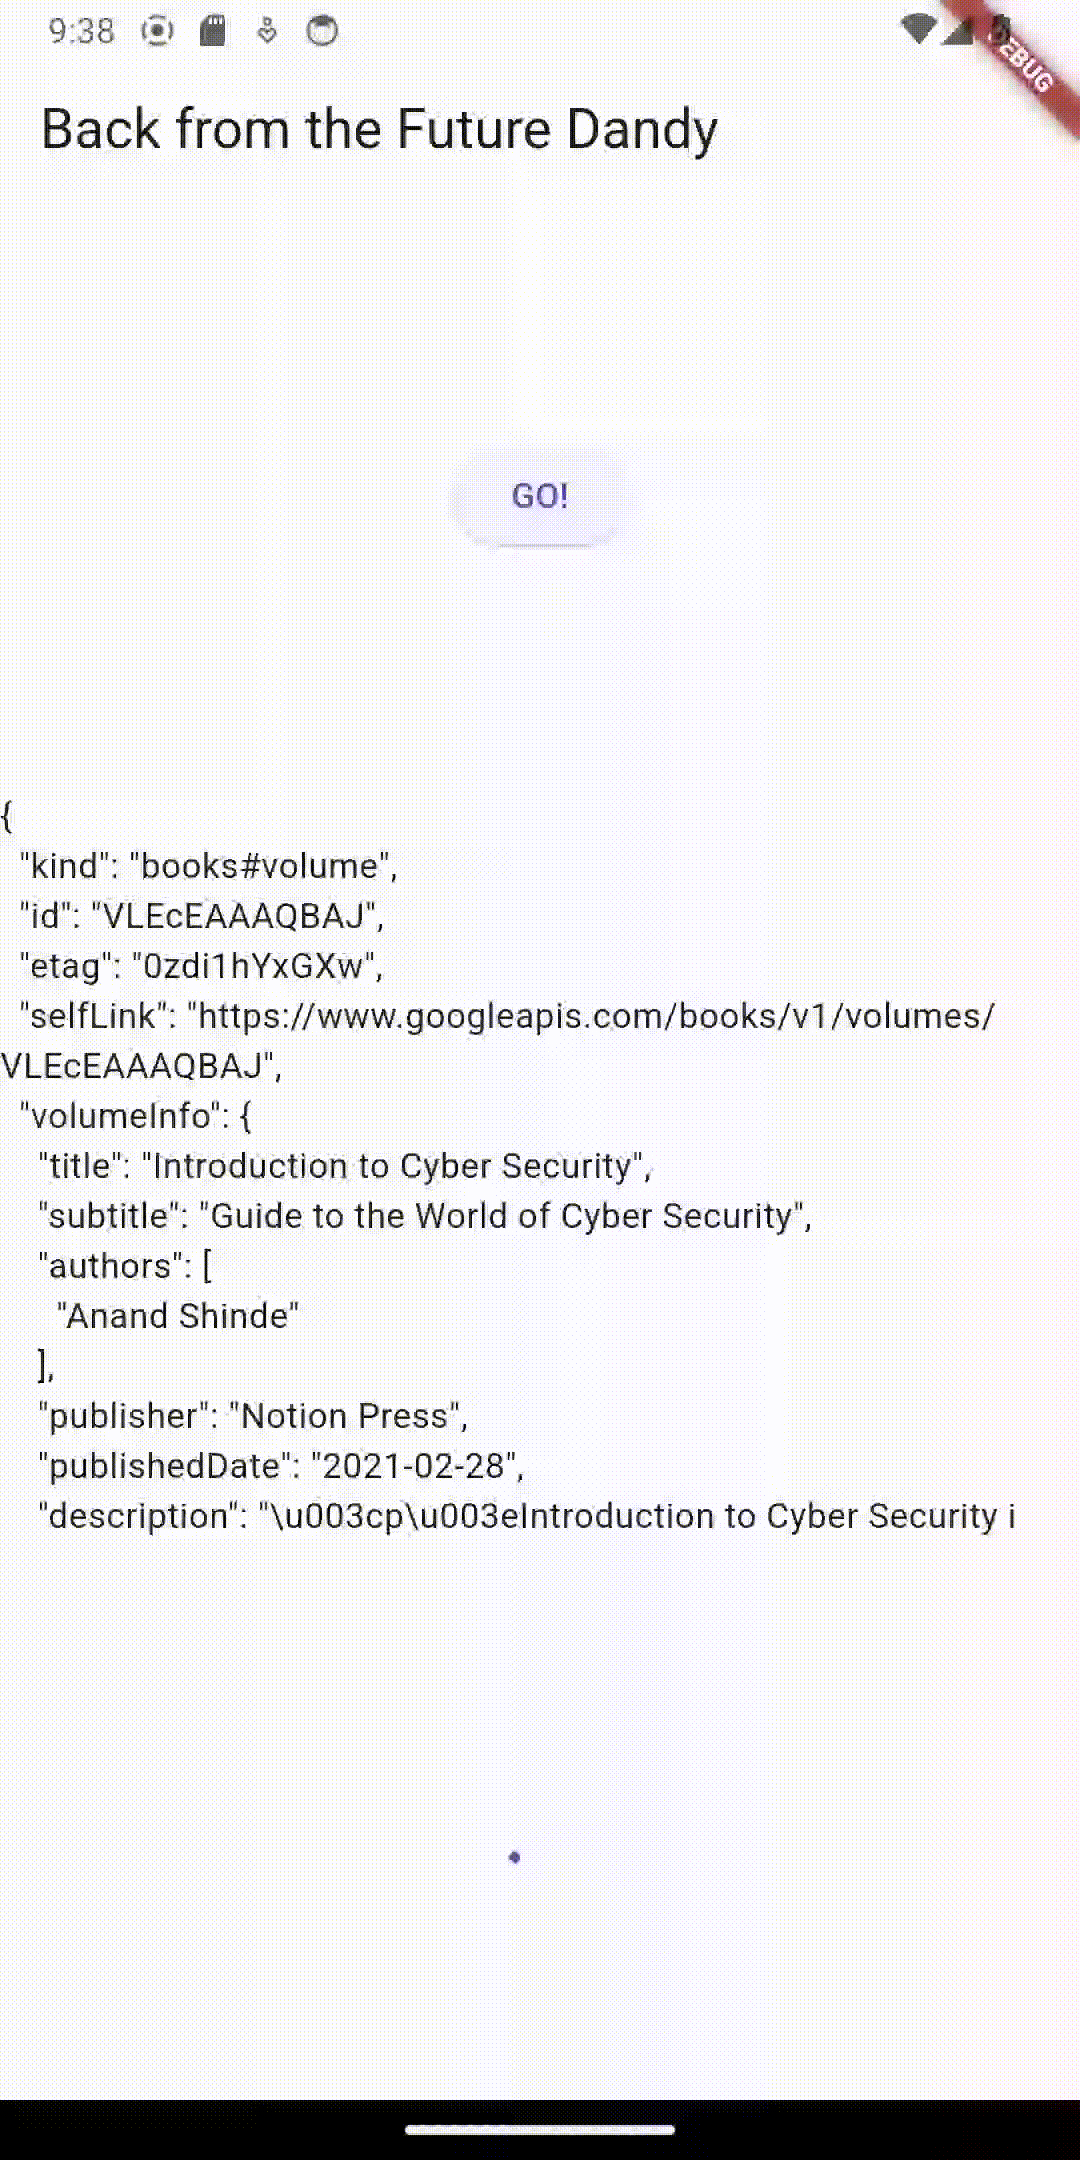 9:38
DEBUG
Back from the Future Dandy
GO!
{
"kind": "books#volume",
"id": "VLEcEAAAQBAJ",
"etag": "0zdi1hYxGXw",
"selfLink": "https://www.googleapis.com/books/v1/volumes/
VLEcEAAAQBAJ",
"volumeInfo": {
"title": "Introduction to Cyber Security",
"subtitle": "Guide to the World of Cyber Security",
"authors": [
"Anand Shinde"
],
"publisher": "Notion Press",
"publishedDate": "2021-02-28",
"description": "\u003cp\u003eIntroduction to Cyber Security i